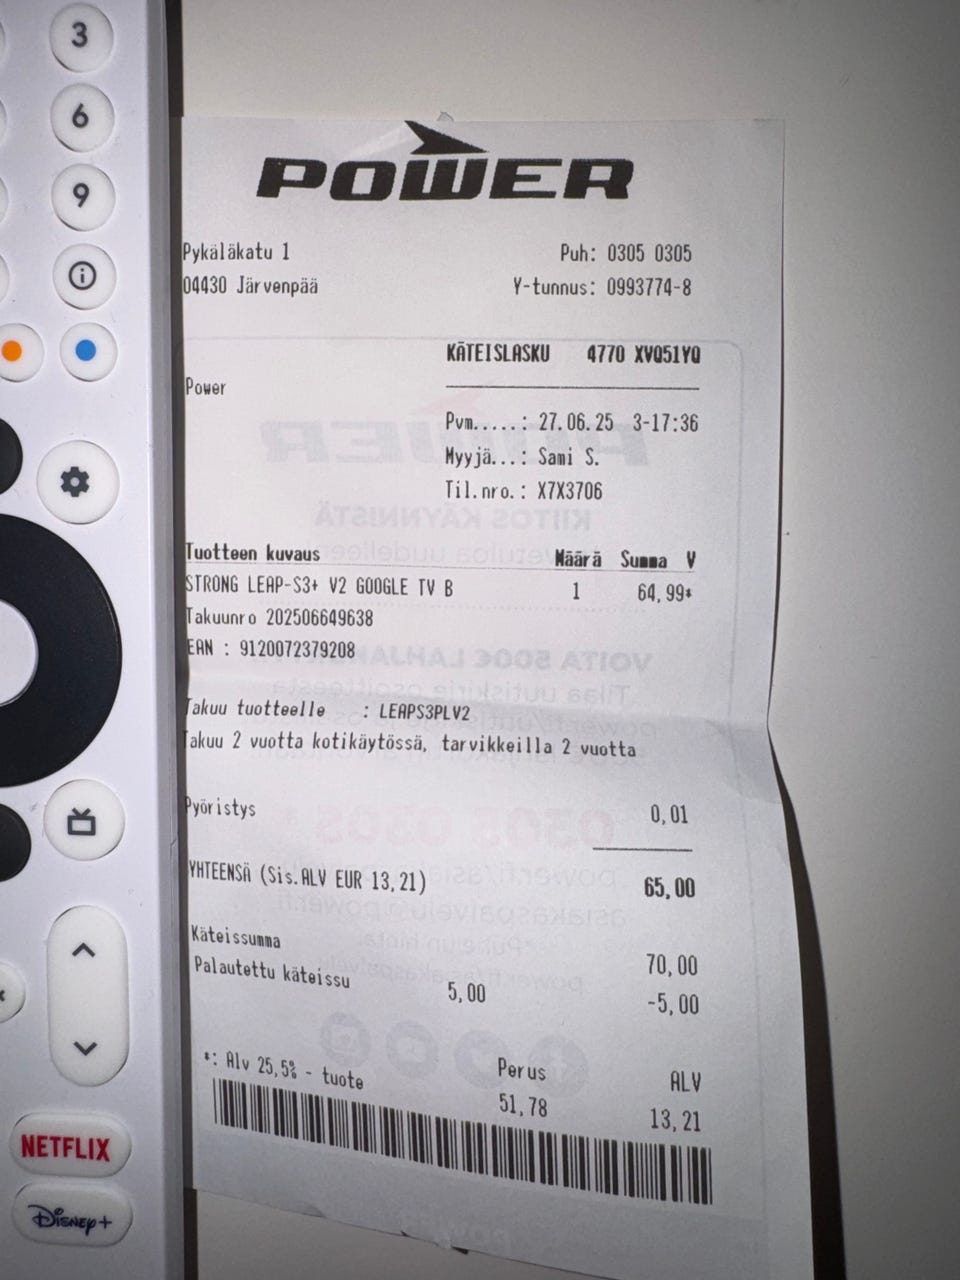 3
6
9
NETFLIX
Disney+
POWER
Pykäläkatu 1 Puh: 0305 0305
04430 Järvenpää Y-tunnus: 0993774-8
KÄTEISLASKU 4770 XVQ51YQ
Power
Pvm.....: 27.06.25 3-17:36
Myyjä...: Sami S.
Til.nro.: X7X3706
Tuotteen kuvaus Määrä Summa V
STRONG LEAP-S3+ V2 GOOGLE TV B 1 64,99*
Takuunro 202506649638
EAN : 9120072379208
Takuu tuotteelle : LEAPS3PLV2
Takuu 2 vuotta kotikäytössä, tarvikkeilla 2 vuotta
Pyöristys 0,01
YHTEENSÄ (Sis.ALV EUR 13,21) 65,00
Käteissumma 70,00
Palautettu käteissu 5,00 -5,00
*: Alv 25,5% - tuote Perus ALV
51,78 13,21